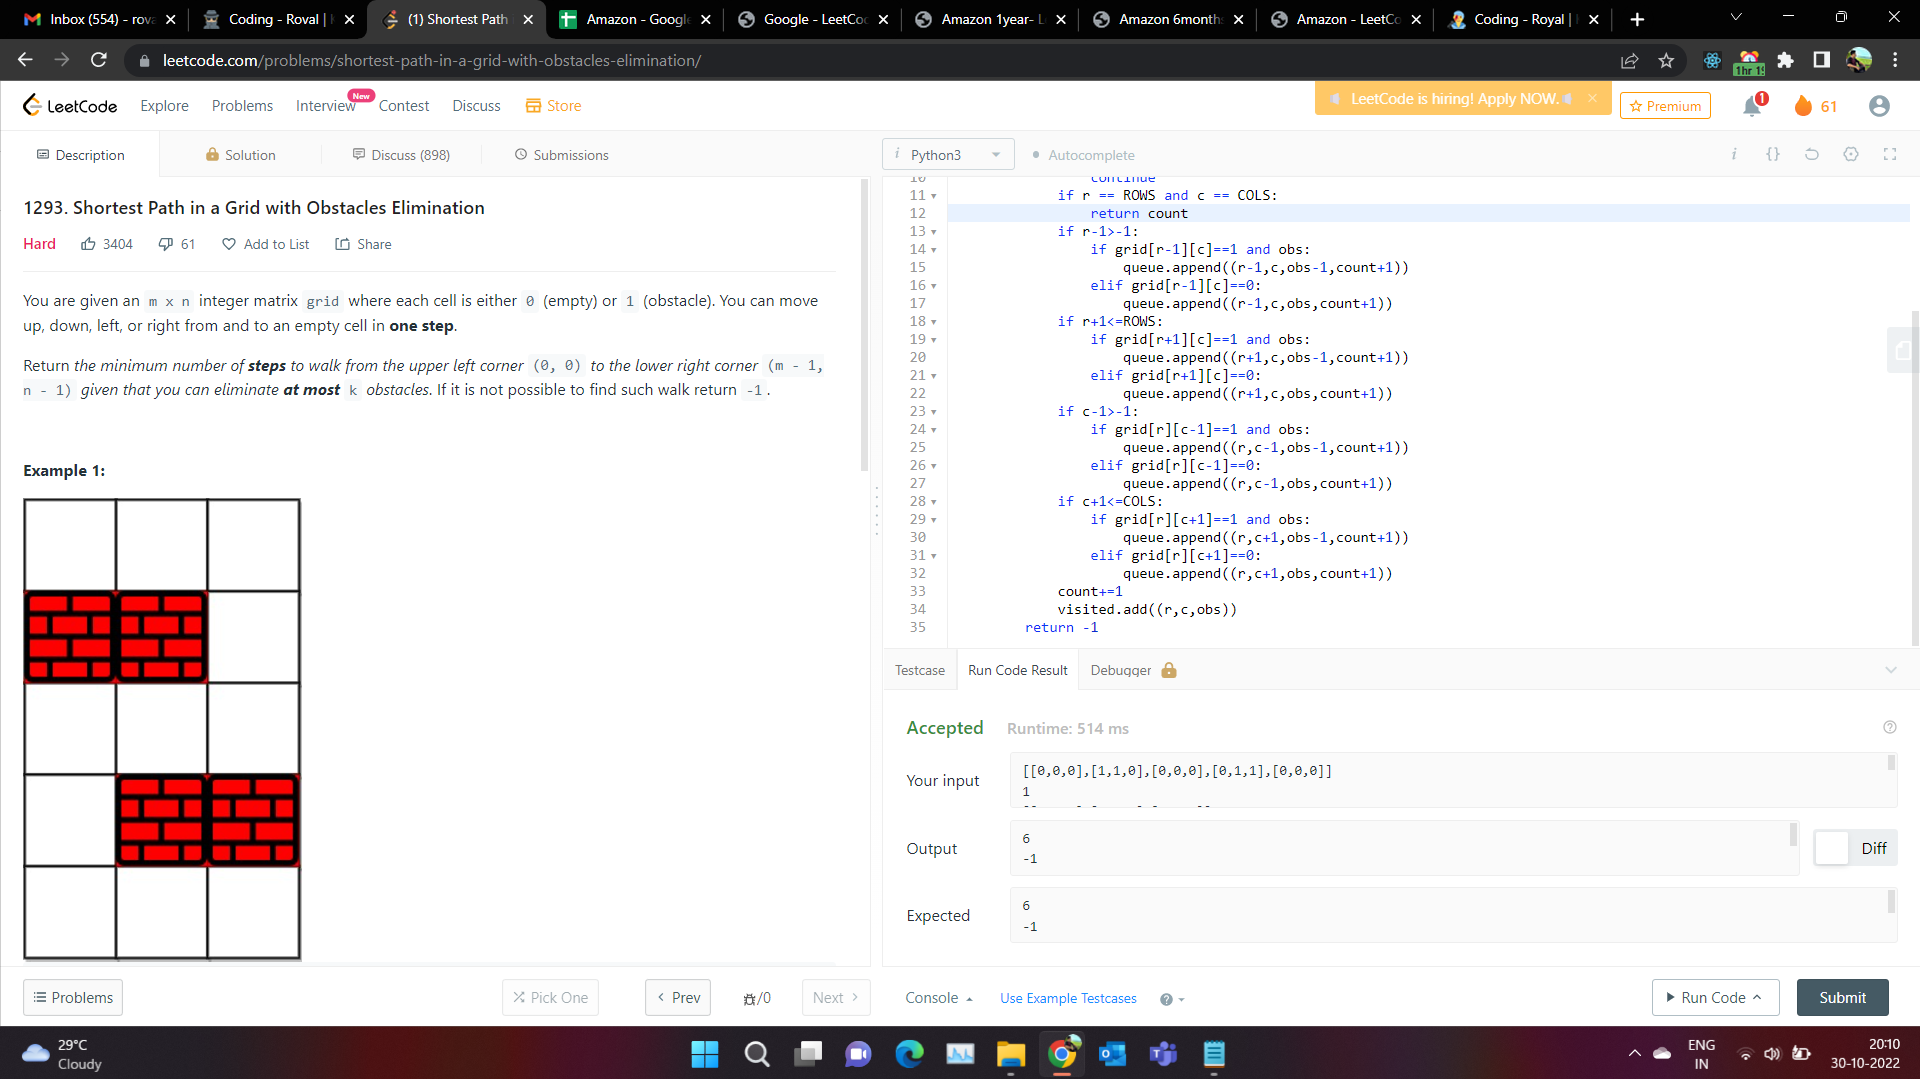 Inbox (554) - rova
Coding - Roval |
(1) Shortest Path
Amazon - Google
Google - LeetCo
Amazon 1year- L
Amazon 6months
Amazon - LeetCo
Coding - Royal |
leetcode.com/problems/shortest-path-in-a-grid-with-obstacles-elimination/
1hr 19
LeetCode
Explore
Problems
Interview
New
Contest
Discuss
Store
LeetCode is hiring! Apply NOW.
Premium
1
61
Description
Solution
Discuss (898)
Submissions
1293. Shortest Path in a Grid with Obstacles Elimination
Hard
3404
61
Add to List
Share
You are given an m x n integer matrix grid where each cell is either 0 (empty) or 1 (obstacle). You can move
up, down, left, or right from and to an empty cell in one step.
Return the minimum number of steps to walk from the upper left corner (0, 0) to the lower right corner (m - 1,
n - 1) given that you can eliminate at most k obstacles. If it is not possible to find such walk return -1.
Example 1:
Problems
Pick One
Prev
/0
Next
i Python3
Autocomplete
i {}
10 continue
11 if r == ROWS and c == COLS:
12 return count
13 if r-1>-1:
14 if grid[r-1][c]==1 and obs:
15 queue.append((r-1,c,obs-1,count+1))
16 elif grid[r-1][c]==0:
17 queue.append((r-1,c,obs,count+1))
18 if r+1<=ROWS:
19 if grid[r+1][c]==1 and obs:
20 queue.append((r+1,c,obs-1,count+1))
21 elif grid[r+1][c]==0:
22 queue.append((r+1,c,obs,count+1))
23 if c-1>-1:
24 if grid[r][c-1]==1 and obs:
25 queue.append((r,c-1,obs-1,count+1))
26 elif grid[r][c-1]==0:
27 queue.append((r,c-1,obs,count+1))
28 if c+1<=COLS:
29 if grid[r][c+1]==1 and obs:
30 queue.append((r,c+1,obs-1,count+1))
31 elif grid[r][c+1]==0:
32 queue.append((r,c+1,obs,count+1))
33 count+=1
34 visited.add((r,c,obs))
35 return -1
Testcase
Run Code Result
Debugger
Accepted
Runtime: 514 ms
Your input
[[0,0,0],[1,1,0],[0,0,0],[0,1,1],[0,0,0]]
1
Output
6
-1
Diff
Expected
6
-1
Console
Use Example Testcases
Run Code
Submit
29°C
Cloudy
ENG
IN
20:10
30-10-2022